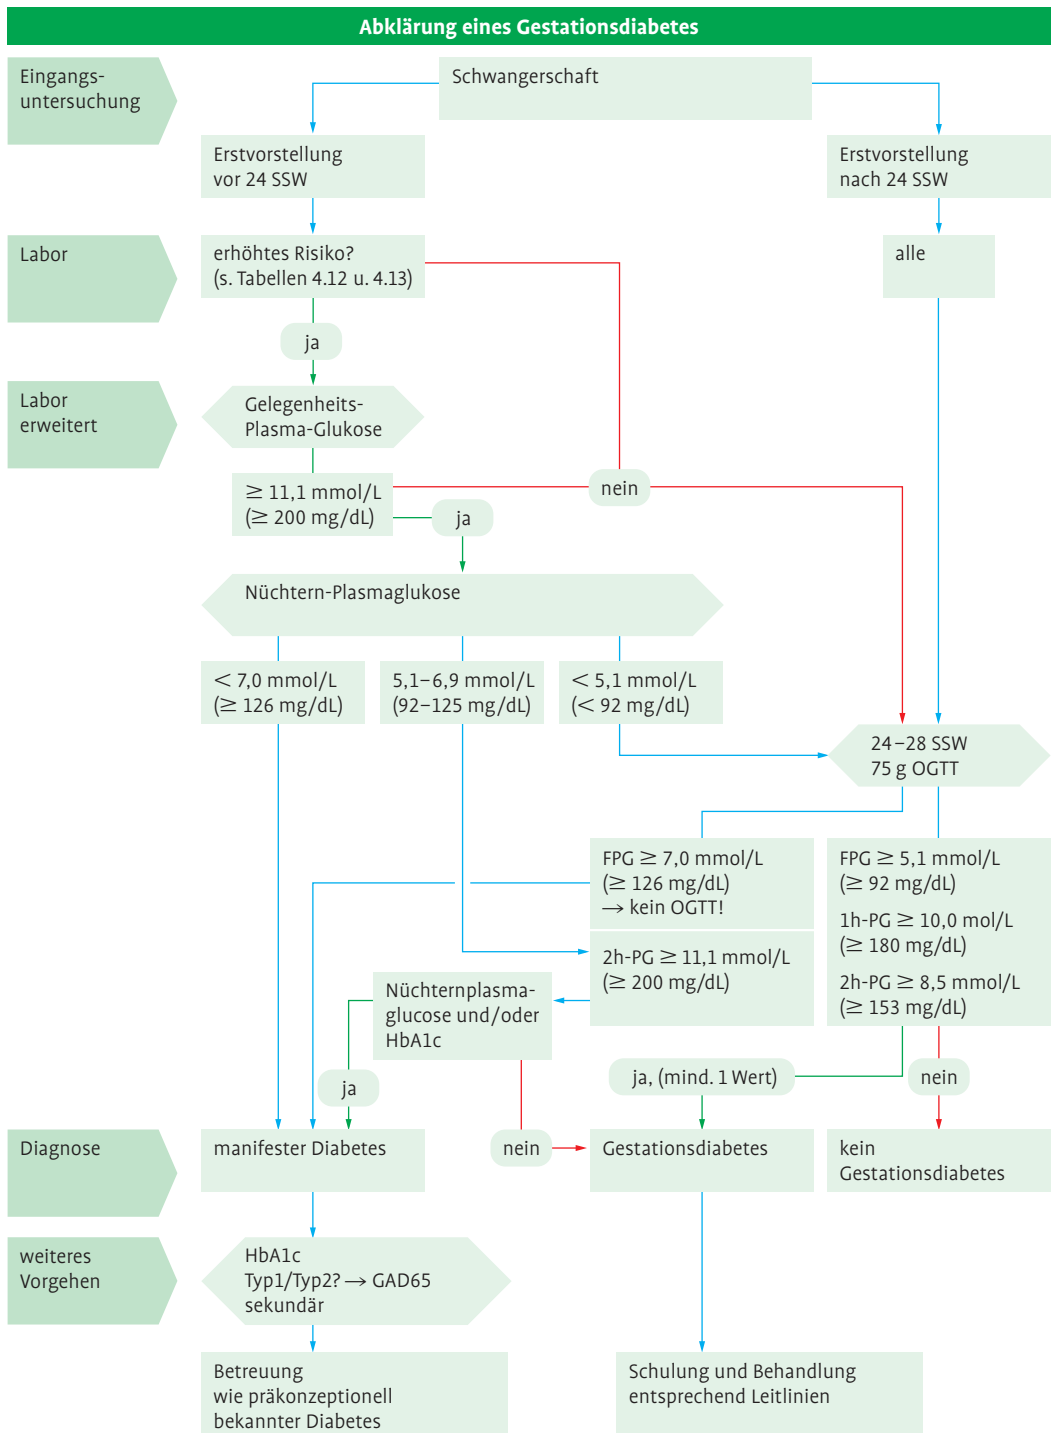 Abklärung eines Gestationsdiabetes
Eingangs-
untersuchung
Schwangerschaft
Erstvorstellung
vor 24 SSW
Erstvorstellung
nach 24 SSW
Labor
erhöhtes Risiko?
(s. Tabellen 4.12 u. 4.13)
alle
ja
Labor
erweitert
Gelegenheits-
Plasma-Glukose
≥ 11,1 mmol/L
(≥ 200 mg/dL)
nein
ja
Nüchtern-Plasmaglukose
< 7,0 mmol/L
(≥ 126 mg/dL)
5,1–6,9 mmol/L
(92–125 mg/dL)
< 5,1 mmol/L
(< 92 mg/dL)
24–28 SSW
75 g OGTT
FPG ≥ 7,0 mmol/L
(≥ 126 mg/dL)
→ kein OGTT!
2h-PG ≥ 11,1 mmol/L
(≥ 200 mg/dL)
FPG ≥ 5,1 mmol/L
(≥ 92 mg/dL)
1h-PG ≥ 10,0 mol/L
(≥ 180 mg/dL)
2h-PG ≥ 8,5 mmol/L
(≥ 153 mg/dL)
Nüchternplasma-
glucose und/oder
HbA1c
ja
ja, (mind. 1 Wert)
nein
Diagnose
manifester Diabetes
nein
Gestationsdiabetes
kein
Gestationsdiabetes
weiteres
Vorgehen
HbA1c
Typ1/Typ2? → GAD65
sekundär
Betreuung
wie präkonzeptionell
bekannter Diabetes
Schulung und Behandlung
entsprechend Leitlinien